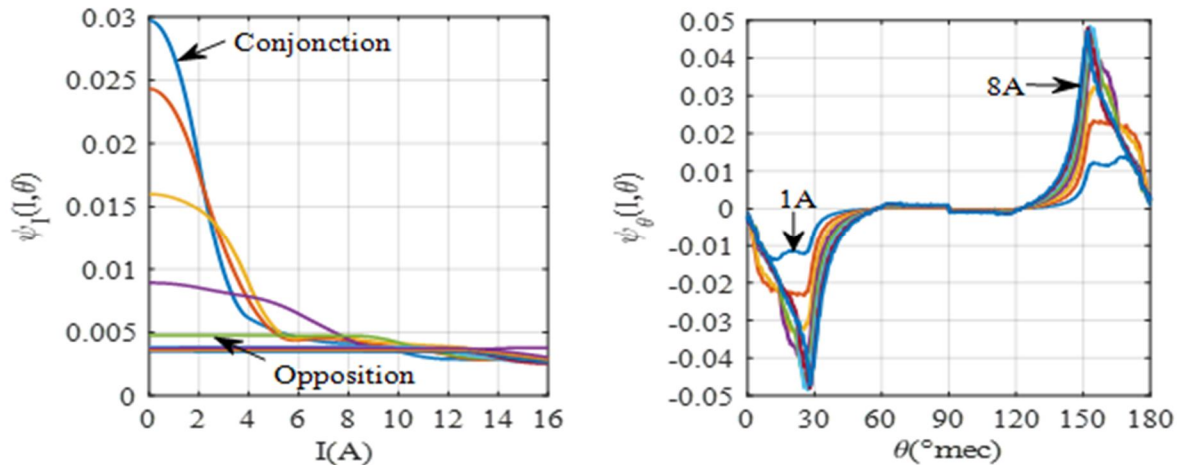 0.03
0.025
0.02
0.015
0.01
0.005
0
ψI(I,θ)
Conjonction
Opposition
0 2 4 6 8 10 12 14 16
I(A)
0.05
0.04
0.03
0.02
0.01
0
-0.01
-0.02
-0.03
-0.04
-0.05
ψθ(I,θ)
8A
1A
0 30 60 90 120 150 180
θ(°mec)